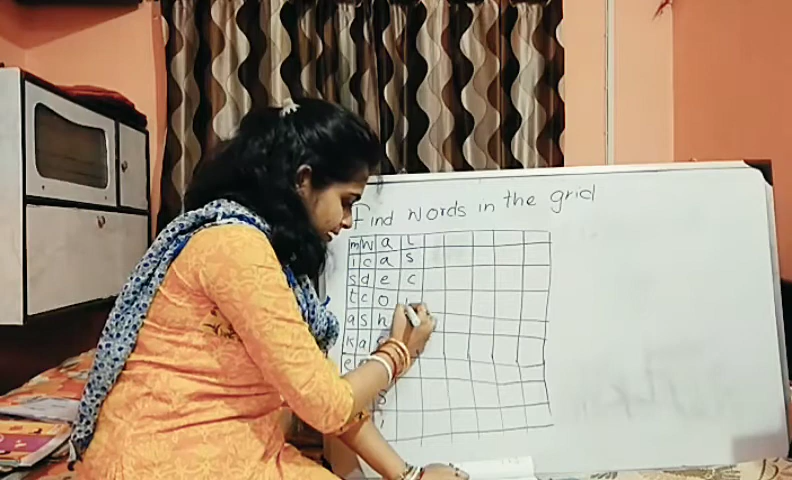 Find words in the grid
m w a l
i c a s
s d e c
t c o
a s h
k a
e
s